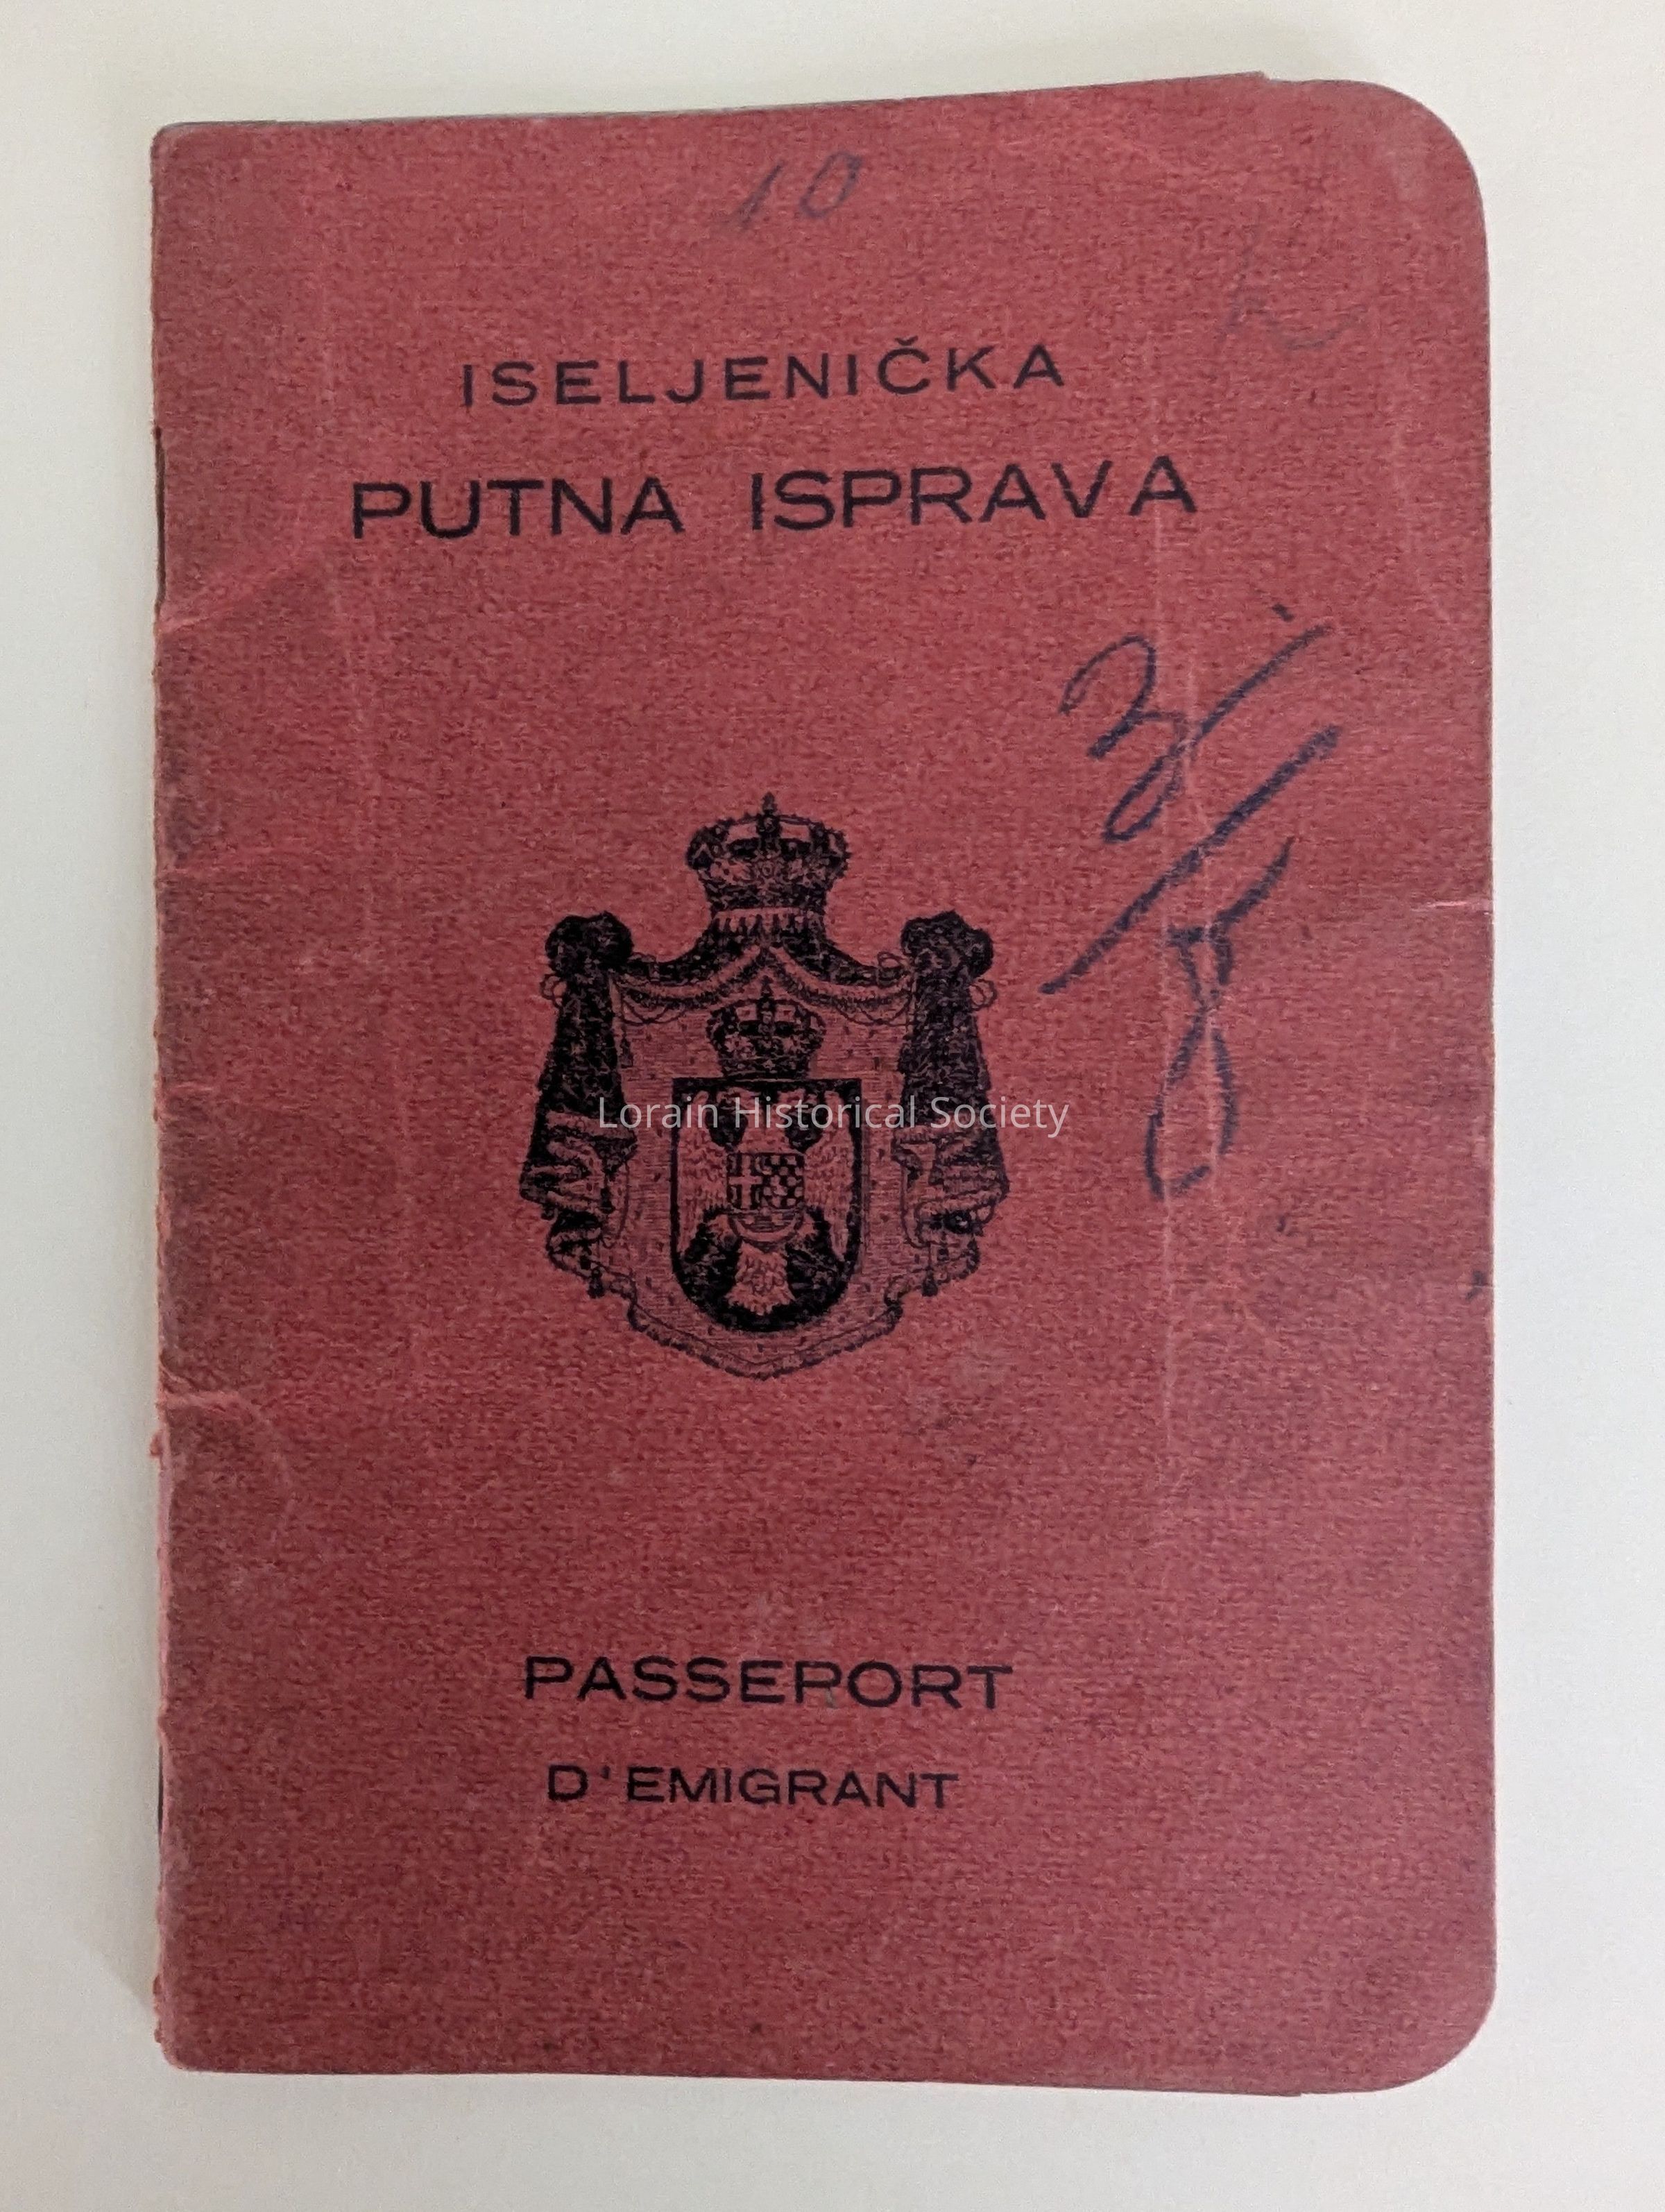 10
ISELJENIČKA
PUTNA ISPRAVA
Lorain Historical Society
PASSEPORT
D'EMIGRANT